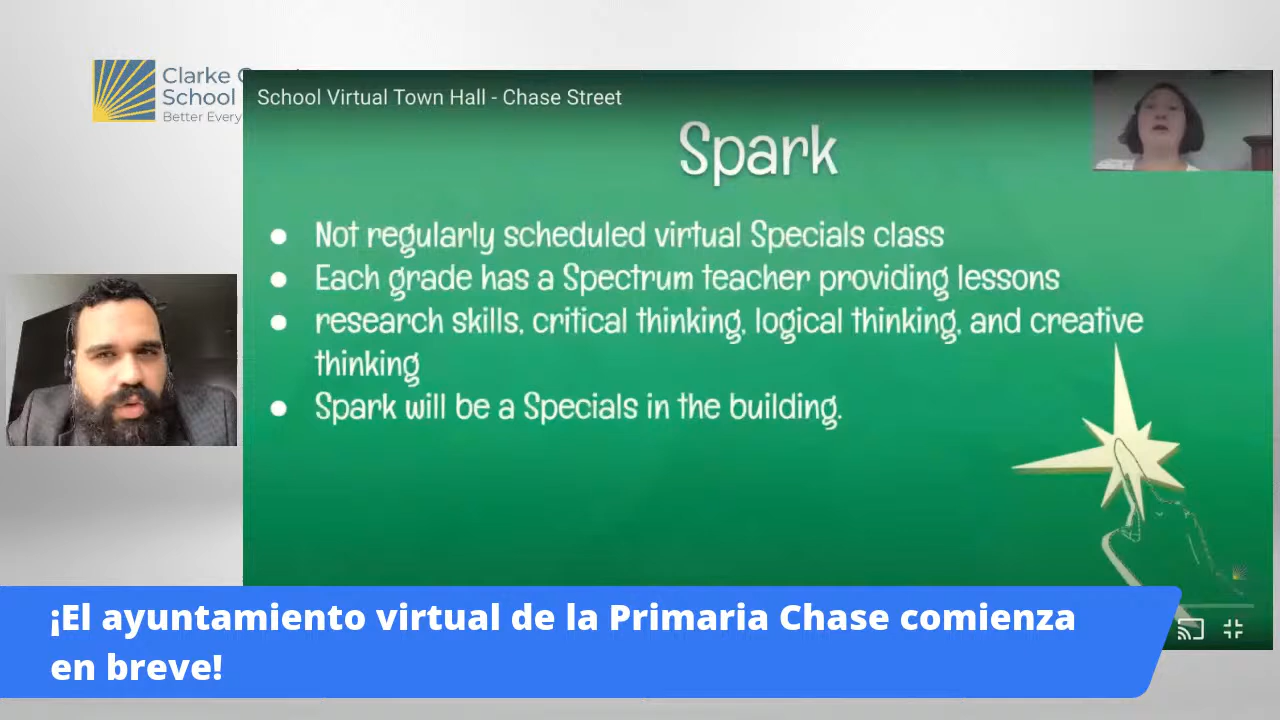 Clarke
School
Better Every
School Virtual Town Hall - Chase Street
Spark
● Not regularly scheduled virtual Specials class
● Each grade has a Spectrum teacher providing lessons
● research skills, critical thinking, logical thinking, and creative
thinking
● Spark will be a Specials in the building.
¡El ayuntamiento virtual de la Primaria Chase comienza
en breve!